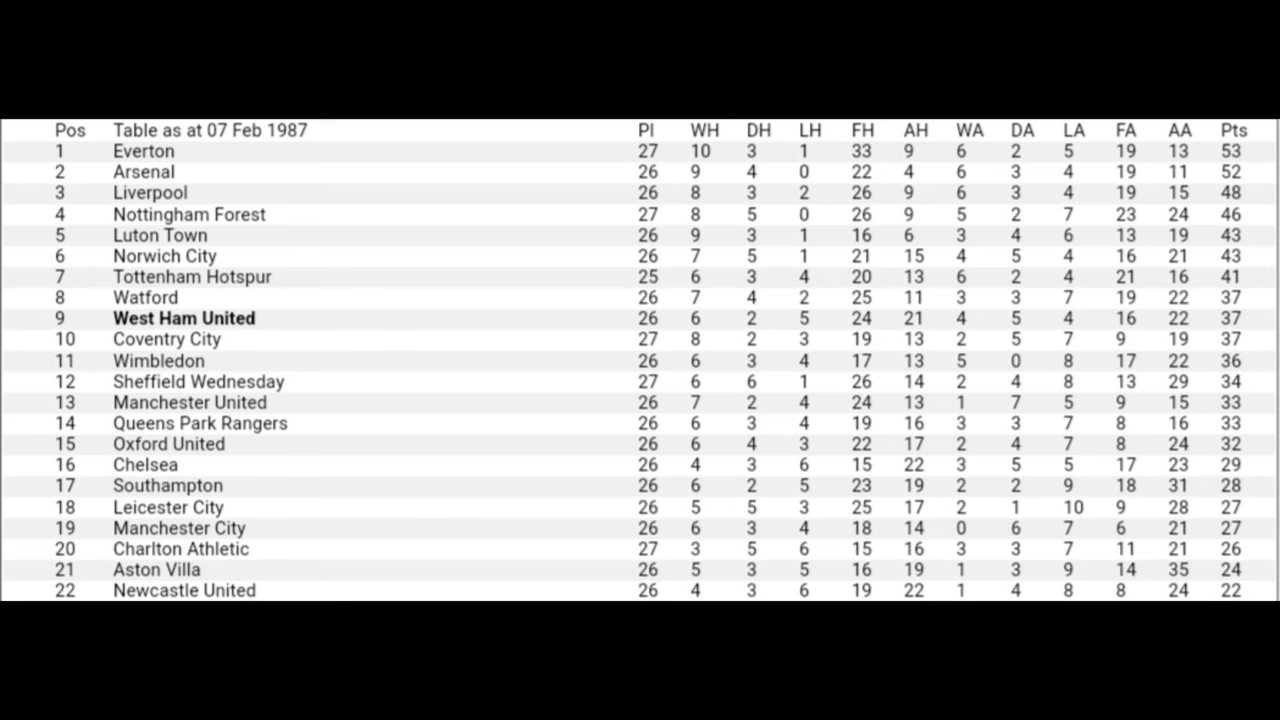 Pos Table as at 07 Feb 1987 Pl WH DH LH FH AH WA DA LA FA AA Pts
1 Everton 27 10 3 1 33 9 6 2 5 19 13 53
2 Arsenal 26 9 4 0 22 4 6 3 4 19 11 52
3 Liverpool 26 8 3 2 26 9 6 3 4 19 15 48
4 Nottingham Forest 27 8 5 0 26 9 5 2 7 23 24 46
5 Luton Town 26 9 3 1 16 6 3 4 6 13 19 43
6 Norwich City 26 7 5 1 21 15 4 5 4 16 21 43
7 Tottenham Hotspur 25 6 3 4 20 13 6 2 4 21 16 41
8 Watford 26 7 4 2 25 11 3 3 7 19 22 37
9 West Ham United 26 6 2 5 24 21 4 5 4 16 22 37
10 Coventry City 27 8 2 3 19 13 2 5 7 9 19 37
11 Wimbledon 26 6 3 4 17 13 5 0 8 17 22 36
12 Sheffield Wednesday 27 6 6 1 26 14 2 4 8 13 29 34
13 Manchester United 26 7 2 4 24 13 1 7 5 9 15 33
14 Queens Park Rangers 26 6 3 4 19 16 3 3 7 8 16 33
15 Oxford United 26 6 4 3 22 17 2 4 7 8 24 32
16 Chelsea 26 4 3 6 15 22 3 5 5 17 23 29
17 Southampton 26 6 2 5 23 19 2 2 9 18 31 28
18 Leicester City 26 5 5 3 25 17 2 1 10 9 28 27
19 Manchester City 26 6 3 4 18 14 0 6 7 6 21 27
20 Charlton Athletic 27 3 5 6 15 16 3 3 7 11 21 26
21 Aston Villa 26 5 3 5 16 19 1 3 9 14 35 24
22 Newcastle United 26 4 3 6 19 22 1 4 8 8 24 22